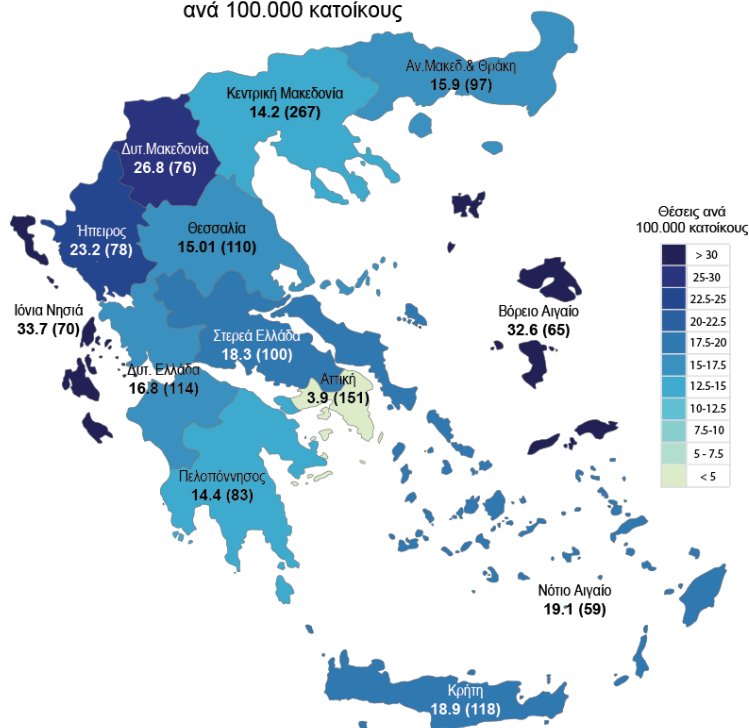 ανά 100.000 κατοίκους
Αν.Μακεδ.& Θράκη
15.9 (97)
Κεντρική Μακεδονία
14.2 (267)
Δυτ.Μακεδονία
26.8 (76)
Ήπειρος
23.2 (78)
Θεσσαλία
15.01 (110)
Ιόνια Νησιά
33.7 (70)
Στερεά Ελλάδα
18.3 (100)
Βόρειο Αιγαίο
32.6 (65)
Δυτ. Ελλάδα
16.8 (114)
Αττική
3.9 (151)
Πελοπόννησος
14.4 (83)
Νότιο Αιγαίο
19.1 (59)
Κρήτη
18.9 (118)
Θέσεις ανά
100.000 κατοίκους
> 30
25-30
22.5-25
20-22.5
17.5-20
15-17.5
12.5-15
10-12.5
7.5-10
5 - 7.5
< 5